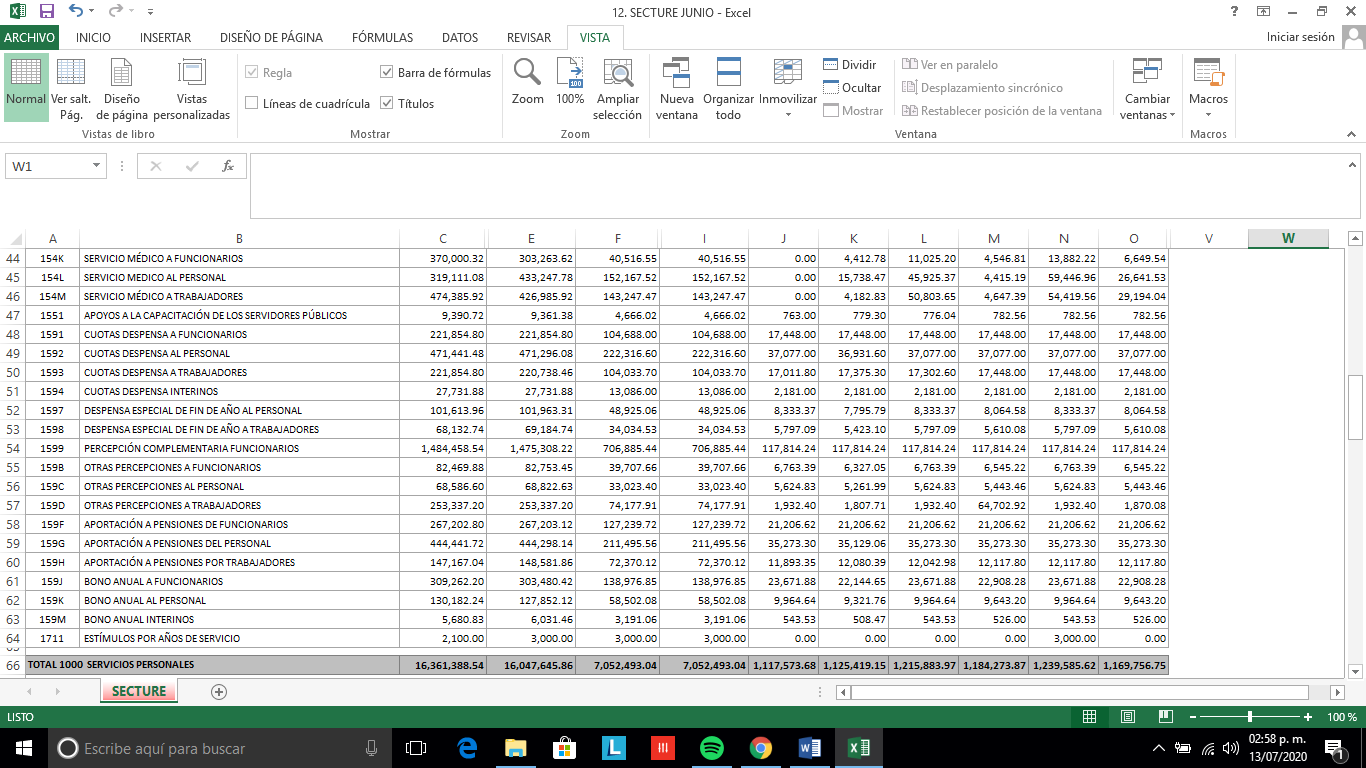 12. SECTURE JUNIO - Excel
ARCHIVO INICIO INSERTAR DISEÑO DE PÁGINA FÓRMULAS DATOS REVISAR VISTA Iniciar sesión
Regla Barra de fórmulas Dividir Ver en paralelo
Ocultar Desplazamiento sincrónico
Normal Ver salt. Pág. Diseño de página Vistas personalizadas Líneas de cuadrícula Títulos Zoom 100% Ampliar selección Nueva ventana Organizar todo Inmovilizar Mostrar Restablecer posición de la ventana Cambiar ventanas Macros
Vistas de libro Mostrar Zoom Ventana Macros
W1 fx
A B C E F I J K L M N O V W
44 154K SERVICIO MÉDICO A FUNCIONARIOS 370,000.32 303,263.62 40,516.55 40,516.55 0.00 4,412.78 11,025.20 4,546.81 13,882.22 6,649.54
45 154L SERVICIO MEDICO AL PERSONAL 319,111.08 433,247.78 152,167.52 152,167.52 0.00 15,738.47 45,925.37 4,415.19 59,446.96 26,641.53
46 154M SERVICIO MÉDICO A TRABAJADORES 474,385.92 426,985.92 143,247.47 143,247.47 0.00 4,182.83 50,803.65 4,647.39 54,419.56 29,194.04
47 1551 APOYOS A LA CAPACITACIÓN DE LOS SERVIDORES PÚBLICOS 9,390.72 9,361.38 4,666.02 4,666.02 763.00 779.30 776.04 782.56 782.56 782.56
48 1591 CUOTAS DESPENSA A FUNCIONARIOS 221,854.80 221,854.80 104,688.00 104,688.00 17,448.00 17,448.00 17,448.00 17,448.00 17,448.00 17,448.00
49 1592 CUOTAS DESPENSA AL PERSONAL 471,441.48 471,296.08 222,316.60 222,316.60 37,077.00 36,931.60 37,077.00 37,077.00 37,077.00 37,077.00
50 1593 CUOTAS DESPENSA A TRABAJADORES 221,854.80 220,738.46 104,033.70 104,033.70 17,011.80 17,375.30 17,302.60 17,448.00 17,448.00 17,448.00
51 1594 CUOTAS DESPENSA INTERINOS 27,731.88 27,731.88 13,086.00 13,086.00 2,181.00 2,181.00 2,181.00 2,181.00 2,181.00 2,181.00
52 1597 DESPENSA ESPECIAL DE FIN DE AÑO AL PERSONAL 101,613.96 101,963.31 48,925.06 48,925.06 8,333.37 7,795.79 8,333.37 8,064.58 8,333.37 8,064.58
53 1598 DESPENSA ESPECIAL DE FIN DE AÑO A TRABAJADORES 68,132.74 69,184.74 34,034.53 34,034.53 5,797.09 5,423.10 5,797.09 5,610.08 5,797.09 5,610.08
54 1599 PERCEPCIÓN COMPLEMENTARIA FUNCIONARIOS 1,484,458.54 1,475,308.22 706,885.44 706,885.44 117,814.24 117,814.24 117,814.24 117,814.24 117,814.24 117,814.24
55 159B OTRAS PERCEPCIONES A FUNCIONARIOS 82,469.88 82,753.45 39,707.66 39,707.66 6,763.39 6,327.05 6,763.39 6,545.22 6,763.39 6,545.22
56 159C OTRAS PERCEPCIONES AL PERSONAL 68,586.60 68,822.63 33,023.40 33,023.40 5,624.83 5,261.99 5,624.83 5,443.46 5,624.83 5,443.46
57 159D OTRAS PERCEPCIONES A TRABAJADORES 253,337.20 253,337.20 74,177.91 74,177.91 1,932.40 1,807.71 1,932.40 64,702.92 1,932.40 1,870.08
58 159F APORTACIÓN A PENSIONES DE FUNCIONARIOS 267,202.80 267,203.12 127,239.72 127,239.72 21,206.62 21,206.62 21,206.62 21,206.62 21,206.62 21,206.62
59 159G APORTACIÓN A PENSIONES DEL PERSONAL 444,441.72 444,298.14 211,495.56 211,495.56 35,273.30 35,129.06 35,273.30 35,273.30 35,273.30 35,273.30
60 159H APORTACIÓN A PENSIONES POR TRABAJADORES 147,167.04 148,581.86 72,370.12 72,370.12 11,893.35 12,080.39 12,042.98 12,117.80 12,117.80 12,117.80
61 159J BONO ANUAL A FUNCIONARIOS 309,262.20 303,480.42 138,976.85 138,976.85 23,671.88 22,144.65 23,671.88 22,908.28 23,671.88 22,908.28
62 159K BONO ANUAL AL PERSONAL 130,182.24 127,852.12 58,502.08 58,502.08 9,964.64 9,321.76 9,964.64 9,643.20 9,964.64 9,643.20
63 159M BONO ANUAL INTERINOS 5,680.83 6,031.46 3,191.06 3,191.06 543.53 508.47 543.53 526.00 543.53 526.00
64 1711 ESTÍMULOS POR AÑOS DE SERVICIO 2,100.00 3,000.00 3,000.00 3,000.00 0.00 0.00 0.00 0.00 3,000.00 0.00
66 TOTAL 1000 SERVICIOS PERSONALES 16,361,388.54 16,047,645.86 7,052,493.04 7,052,493.04 1,117,573.68 1,125,419.15 1,215,883.97 1,184,273.87 1,239,585.62 1,169,756.75
SECTURE
LISTO 100 %
Escribe aquí para buscar 02:58 p. m.
13/07/2020 1